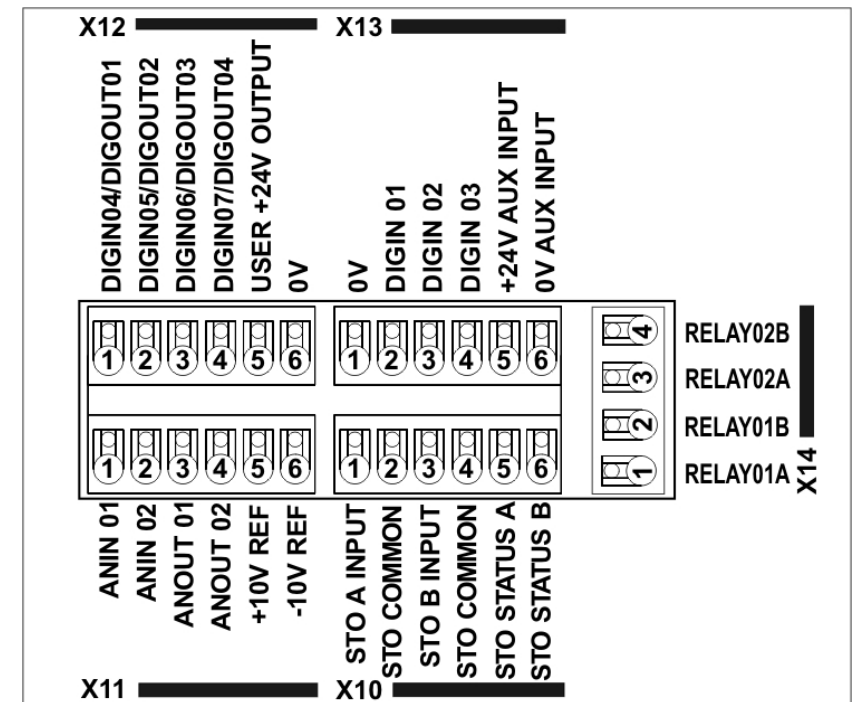 X12
X13
DIGIN04/DIGOUT01
DIGIN05/DIGOUT02
DIGIN06/DIGOUT03
DIGIN07/DIGOUT04
USER +24V OUTPUT
0V
0V
DIGIN 01
DIGIN 02
DIGIN 03
+24V AUX INPUT
0V AUX INPUT
1 2 3 4 5 6
1 2 3 4 5 6
4 RELAY02B
3 RELAY02A
2 RELAY01B
1 RELAY01A
X14
1 2 3 4 5 6
1 2 3 4 5 6
ANIN 01
ANIN 02
ANOUT 01
ANOUT 02
+10V REF
-10V REF
STO A INPUT
STO COMMON
STO B INPUT
STO COMMON
STO STATUS A
STO STATUS B
X11
X10